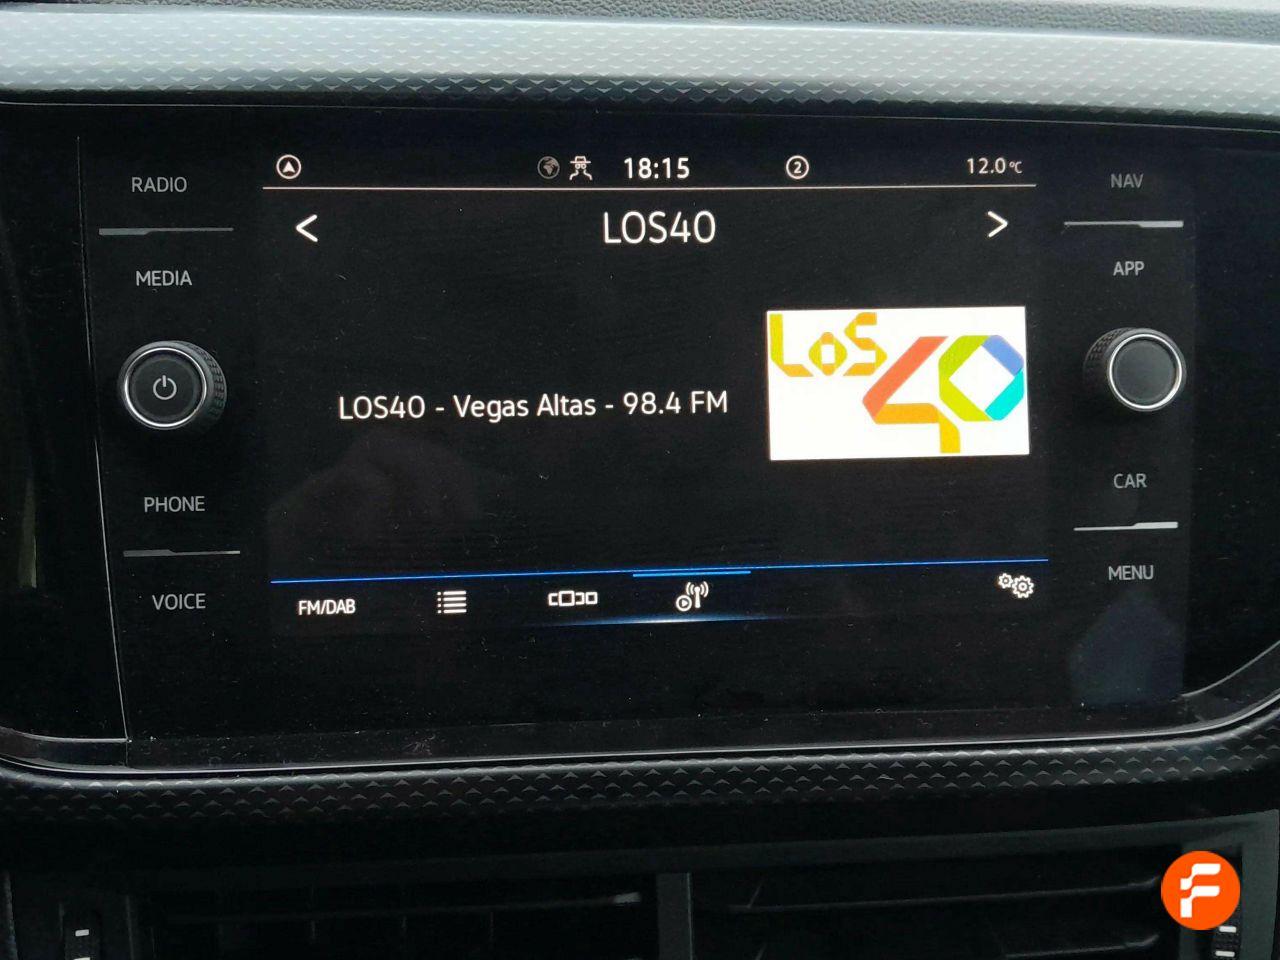 RADIO
MEDIA
PHONE
VOICE
18:15
2
12.0°C
<
LOS40
>
LOS40 - Vegas Altas - 98.4 FM
LOS
40
FM/DAB
NAV
APP
CAR
MENU
F